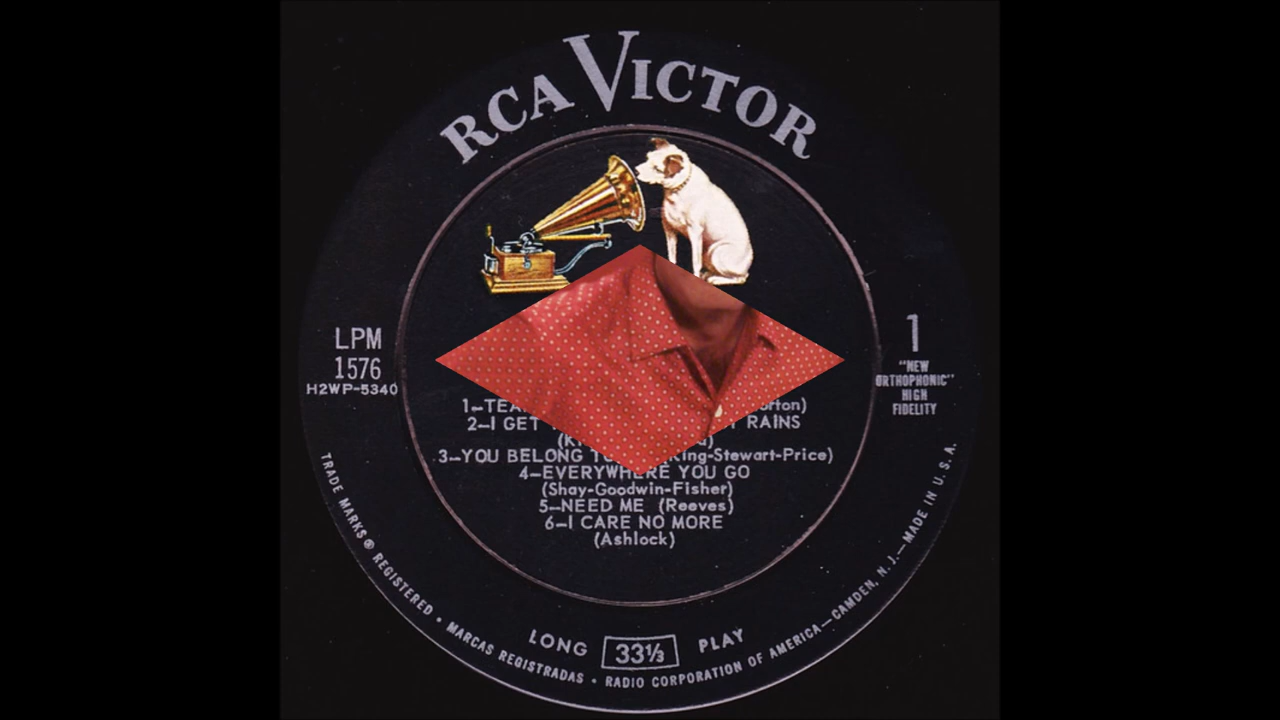 RCA VICTOR
LPM
1576
H2WP-5340
1
"NEW
ORTHOPHONIC"
HIGH
FIDELITY
1—TEA orton)
2—I GET RAINS
3—YOU BELONG King-Stewart-Price)
4—EVERYWHERE YOU GO
(Shay-Goodwin-Fisher)
5—NEED ME (Reeves)
6—I CARE NO MORE
(Ashlock)
LONG 33⅓ PLAY
TRADE MARKS ® REGISTERED • MARCAS REGISTRADAS • RADIO CORPORATION OF AMERICA—CAMDEN, N. J.—MADE IN U. S. A.